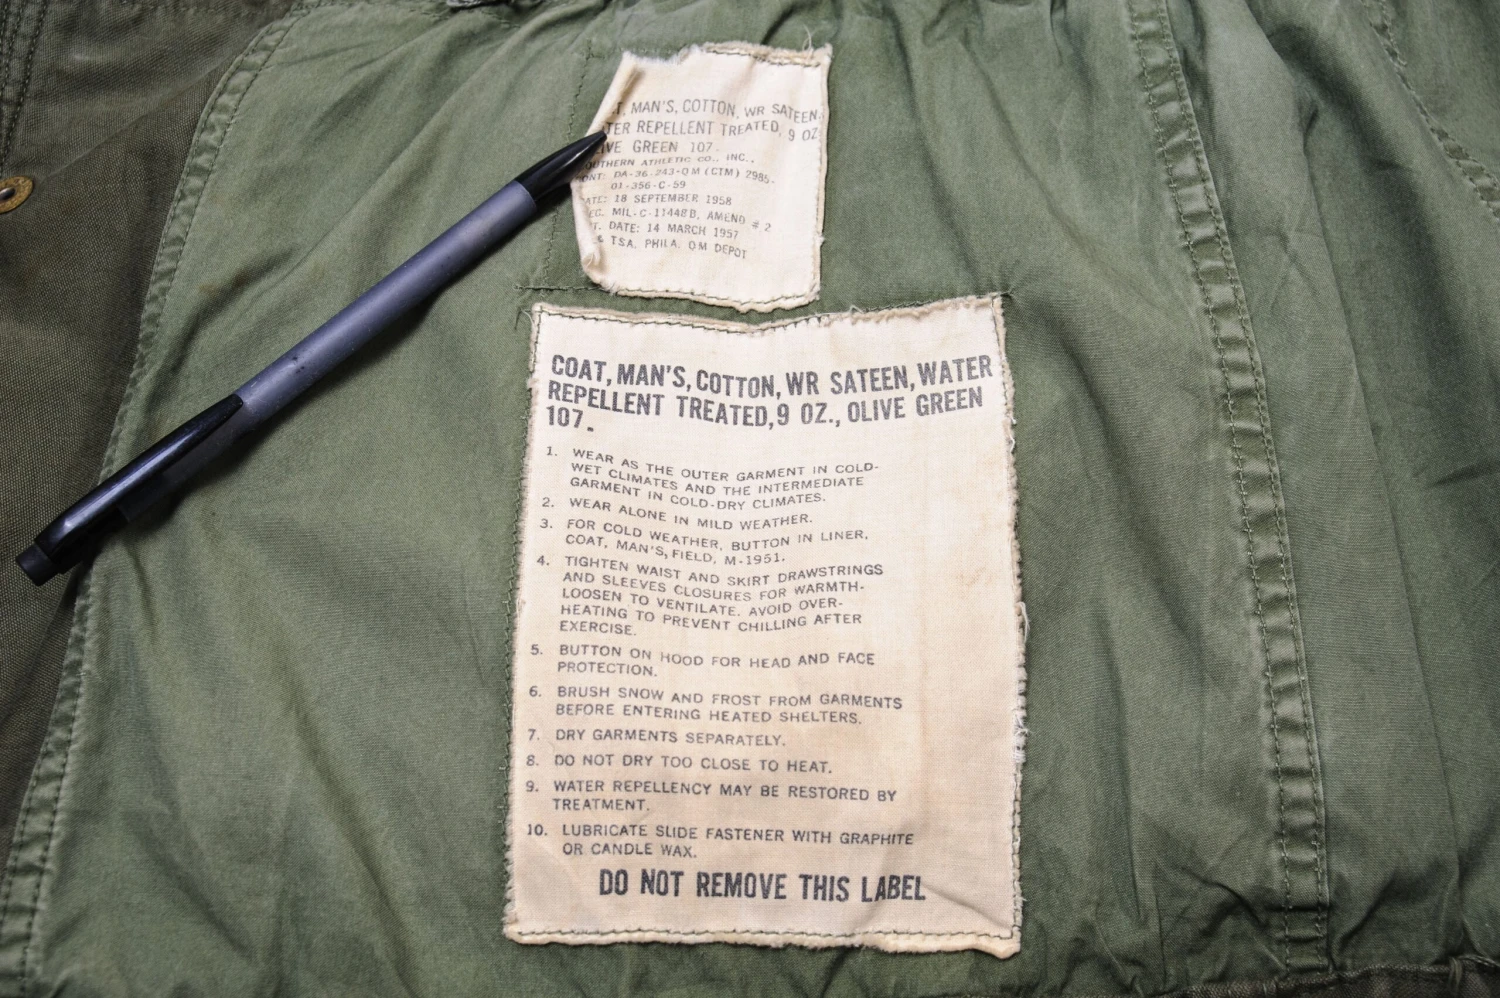 T, MAN'S, COTTON, WR SATEEN,
TER REPELLENT TREATED, 9 OZ
LIVE GREEN 107.
OUTHERN ATHLETIC CO., INC.,
ONT: DA-36-243-QM (CTM) 2985-
01-356-C-59
ATE: 18 SEPTEMBER 1958
EC. MIL-C-11448B, AMEND # 2
T. DATE: 14 MARCH 1957
& TSA, PHILA. QM DEPOT
COAT, MAN'S, COTTON, WR SATEEN, WATER
REPELLENT TREATED, 9 OZ., OLIVE GREEN
107.
1. WEAR AS THE OUTER GARMENT IN COLD-
WET CLIMATES AND THE INTERMEDIATE
GARMENT IN COLD-DRY CLIMATES.
2. WEAR ALONE IN MILD WEATHER.
3. FOR COLD WEATHER, BUTTON IN LINER,
COAT, MAN'S, FIELD, M-1951.
4. TIGHTEN WAIST AND SKIRT DRAWSTRINGS
AND SLEEVES CLOSURES FOR WARMTH-
LOOSEN TO VENTILATE. AVOID OVER-
HEATING TO PREVENT CHILLING AFTER
EXERCISE.
5. BUTTON ON HOOD FOR HEAD AND FACE
PROTECTION.
6. BRUSH SNOW AND FROST FROM GARMENTS
BEFORE ENTERING HEATED SHELTERS.
7. DRY GARMENTS SEPARATELY.
8. DO NOT DRY TOO CLOSE TO HEAT.
9. WATER REPELLENCY MAY BE RESTORED BY
TREATMENT.
10. LUBRICATE SLIDE FASTENER WITH GRAPHITE
OR CANDLE WAX.
DO NOT REMOVE THIS LABEL